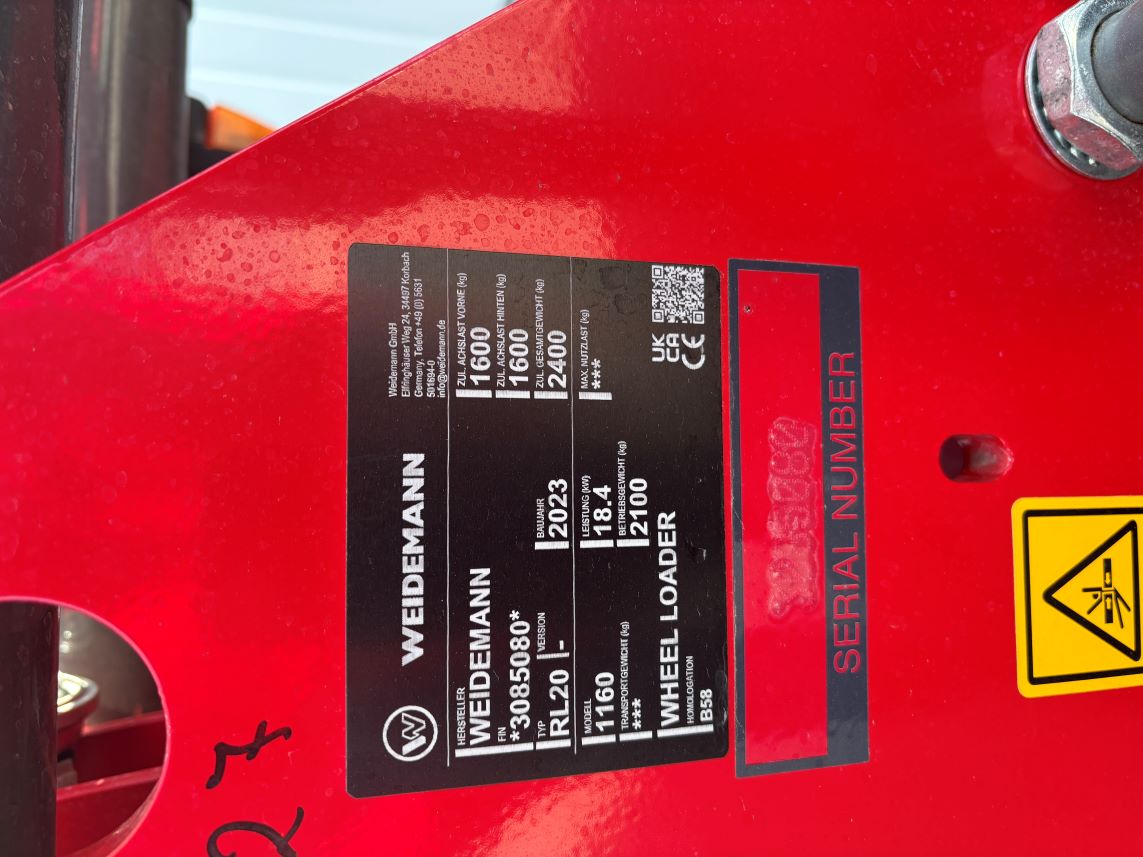 WEIDEMANN
Weidemann GmbH
Elfringhäuser Weg 24, 34497 Korbach
Germany, Telefon +49 (0) 5631
501694-0
info@weidemann.de
HERSTELLER
WEIDEMANN
FIN
*3085080*
TYP
RL20
VERSION
-
BAUJAHR
2023
ZUL. ACHSLAST VORNE (kg)
1600
ZUL. ACHSLAST HINTEN (kg)
1600
ZUL. GESAMTGEWICHT (kg)
2400
MODELL
1160
LEISTUNG (kW)
18.4
MAX. NUTZLAST (kg)
***
TRANSPORTGEWICHT (kg)
***
BETRIEBSGEWICHT (kg)
2100
WHEEL LOADER
HOMOLOGATION
B58
UK
CA
CE
SERIAL NUMBER
27